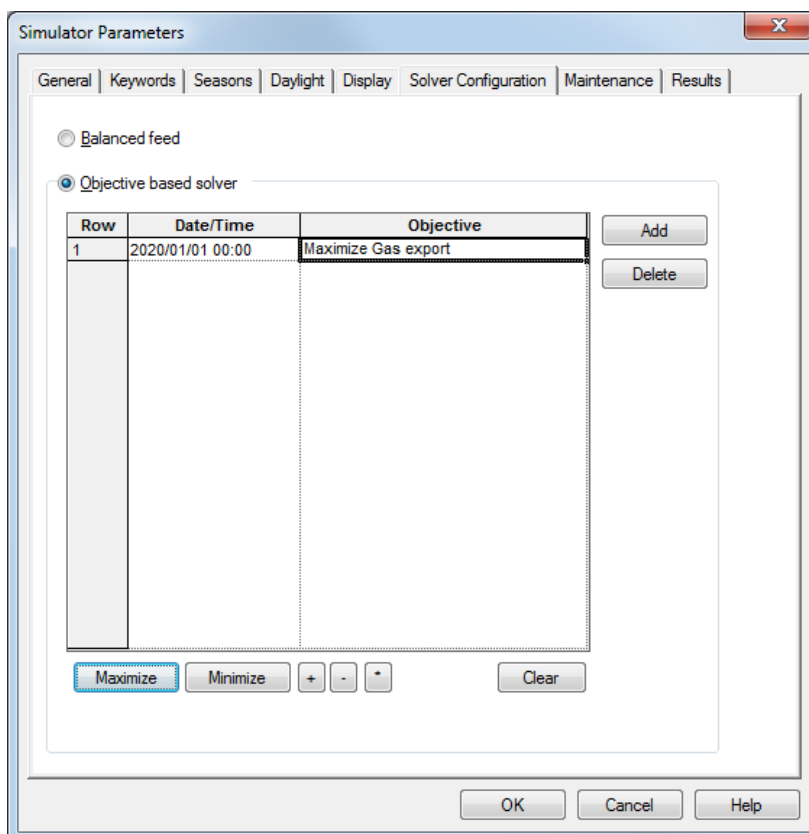 Simulator Parameters
x
General Keywords Seasons Daylight Display Solver Configuration Maintenance Results
Balanced feed
Objective based solver
Row Date/Time Objective
Add
1 2020/01/01 00:00 Maximize Gas export
Delete
Maximize Minimize + - * Clear
OK Cancel Help